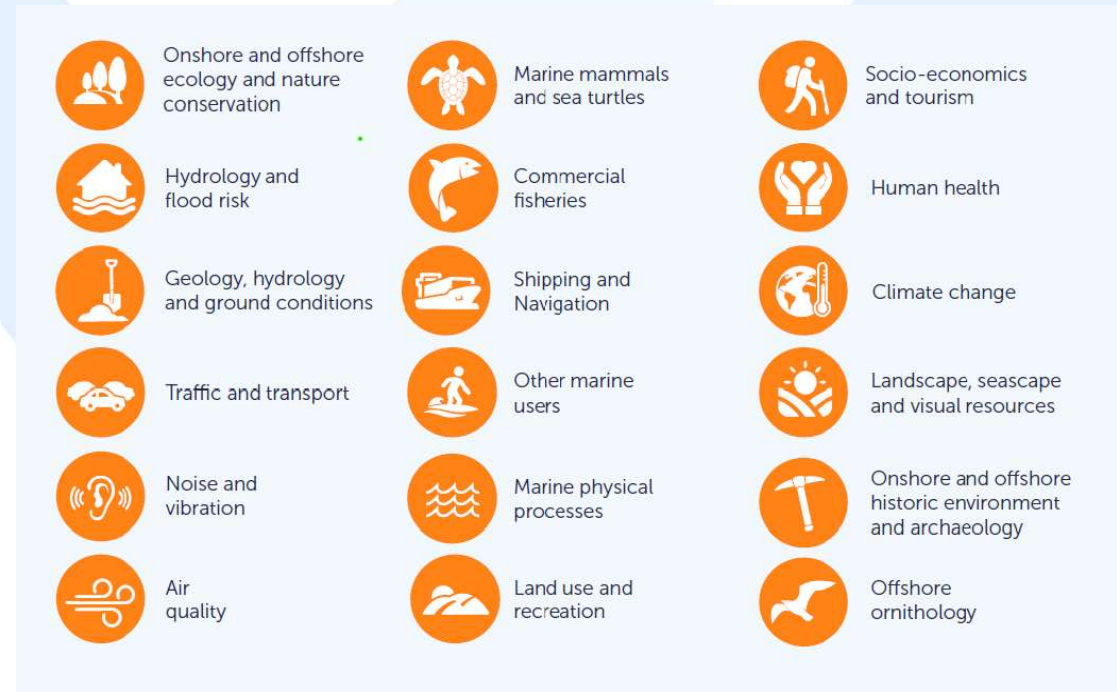 Onshore and offshore
ecology and nature
conservation
Hydrology and
flood risk
Geology, hydrology
and ground conditions
Traffic and transport
Noise and
vibration
Air
quality
Marine mammals
and sea turtles
Commercial
fisheries
Shipping and
Navigation
Other marine
users
Marine physical
processes
Land use and
recreation
Socio-economics
and tourism
Human health
Climate change
Landscape, seascape
and visual resources
Onshore and offshore
historic environment
and archaeology
Offshore
ornithology